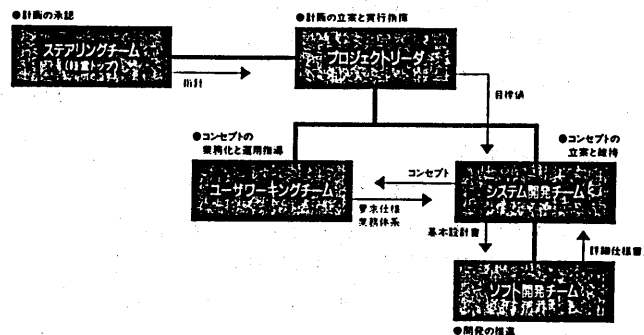 ●計画の承認
●計画の立案と実行指揮
ステアリングチーム
(経営トップ)
プロジェクトリーダ
指針
目標値
●コンセプトの
業務化と運用指導
●コンセプトの
立案と維持
ユーザワーキングチーム
コンセプト
システム開発チーム
要求仕様
業務体系
基本設計書
詳細仕様書
ソフト開発チーム
●開発の推進